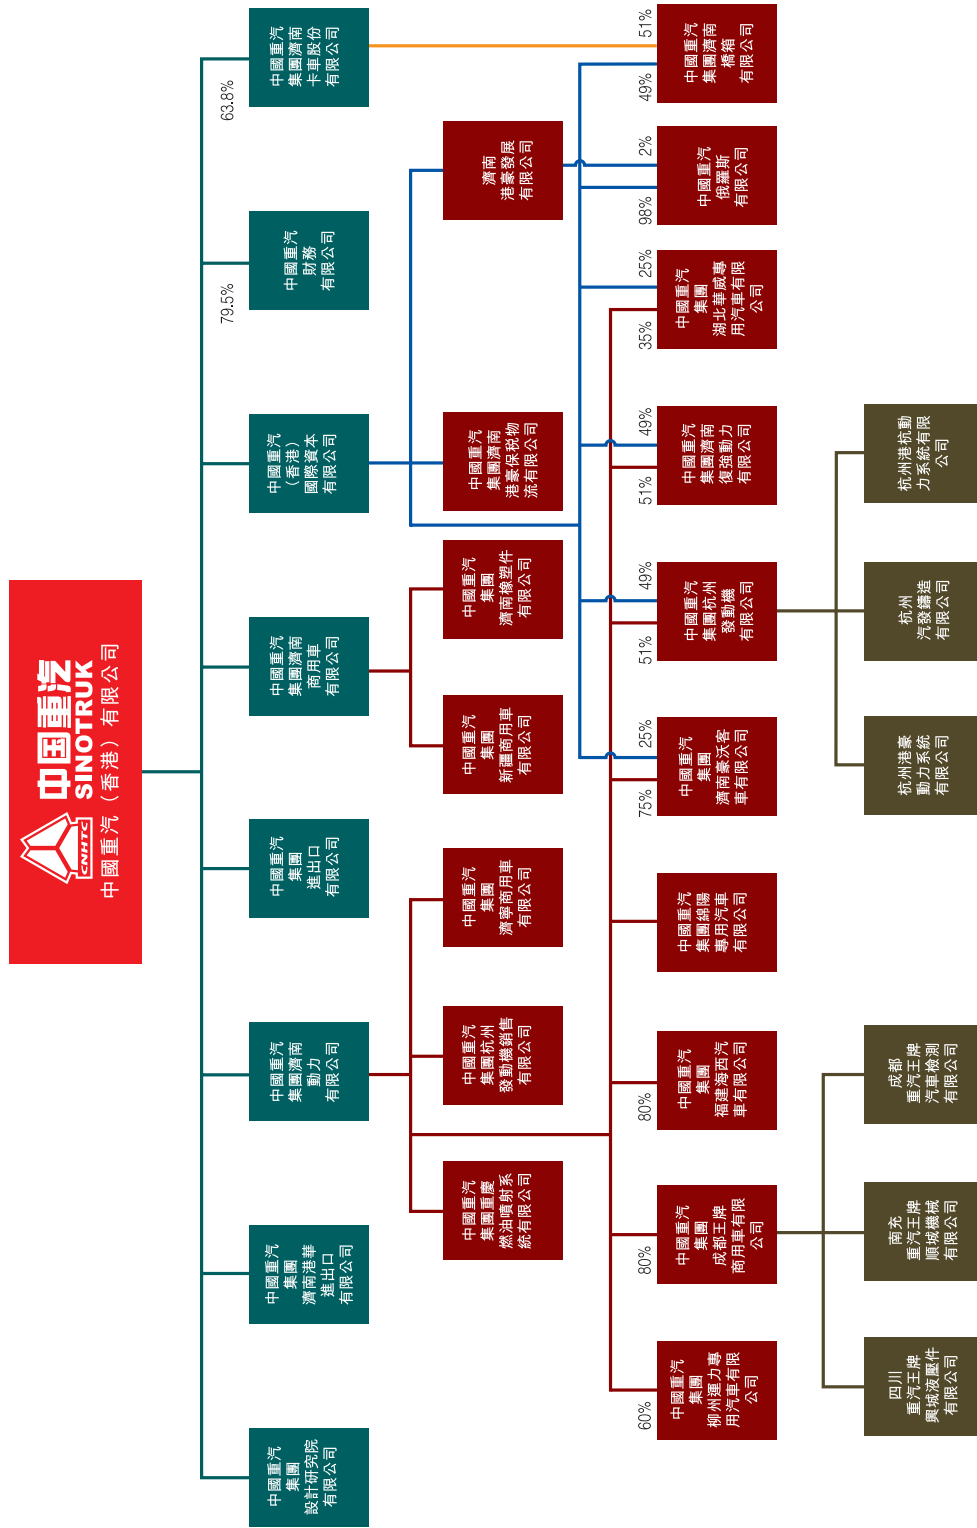 中国重汽
SINOTRUK
CNHTC
中國重汽（香港）有限公司
中國重汽
集團
設計研究院
有限公司
中國重汽
集團
濟南港華
進出口
有限公司
中國重汽
集團濟南
動力
有限公司
中國重汽
集團
進出口
有限公司
中國重汽
集團濟南
商用車
有限公司
中國重汽
（香港）
國際資本
有限公司
79.5%
中國重汽
財務
有限公司
63.8%
中國重汽
集團濟南
卡車股份
有限公司
中國重汽
集團重慶
燃油噴射系
統有限公司
中國重汽
集團杭州
發動機銷售
有限公司
中國重汽
集團
濟寧商用車
有限公司
中國重汽
集團
新疆商用車
有限公司
中國重汽
集團
濟南橡塑件
有限公司
中國重汽
集團濟南
港豪保税物
流有限公司
濟南
港豪發展
有限公司
60%
中國重汽
集團
柳州運力專
用汽車有限
公司
80%
中國重汽
集團
成都王牌
商用車有限
公司
80%
中國重汽
集團
福建海西汽
車有限公司
中國重汽
集團綿陽
專用汽車
有限公司
75%
25%
中國重汽
集團
濟南豪沃客
車有限公司
51%
49%
中國重汽
集團杭州
發動機
有限公司
51%
49%
中國重汽
集團濟南
復強動力
有限公司
35%
25%
中國重汽
集團
湖北華威專
用汽車有限
公司
98%
2%
中國重汽
俄羅斯
有限公司
49%
51%
中國重汽
集團濟南
橋箱
有限公司
四川
重汽王牌
興城液壓件
有限公司
南充
重汽王牌
順城機械
有限公司
成都
重汽王牌
汽車檢測
有限公司
杭州港豪
動力系統
有限公司
杭州
汽發鑄造
有限公司
杭州港杭動
力系統有限
公司